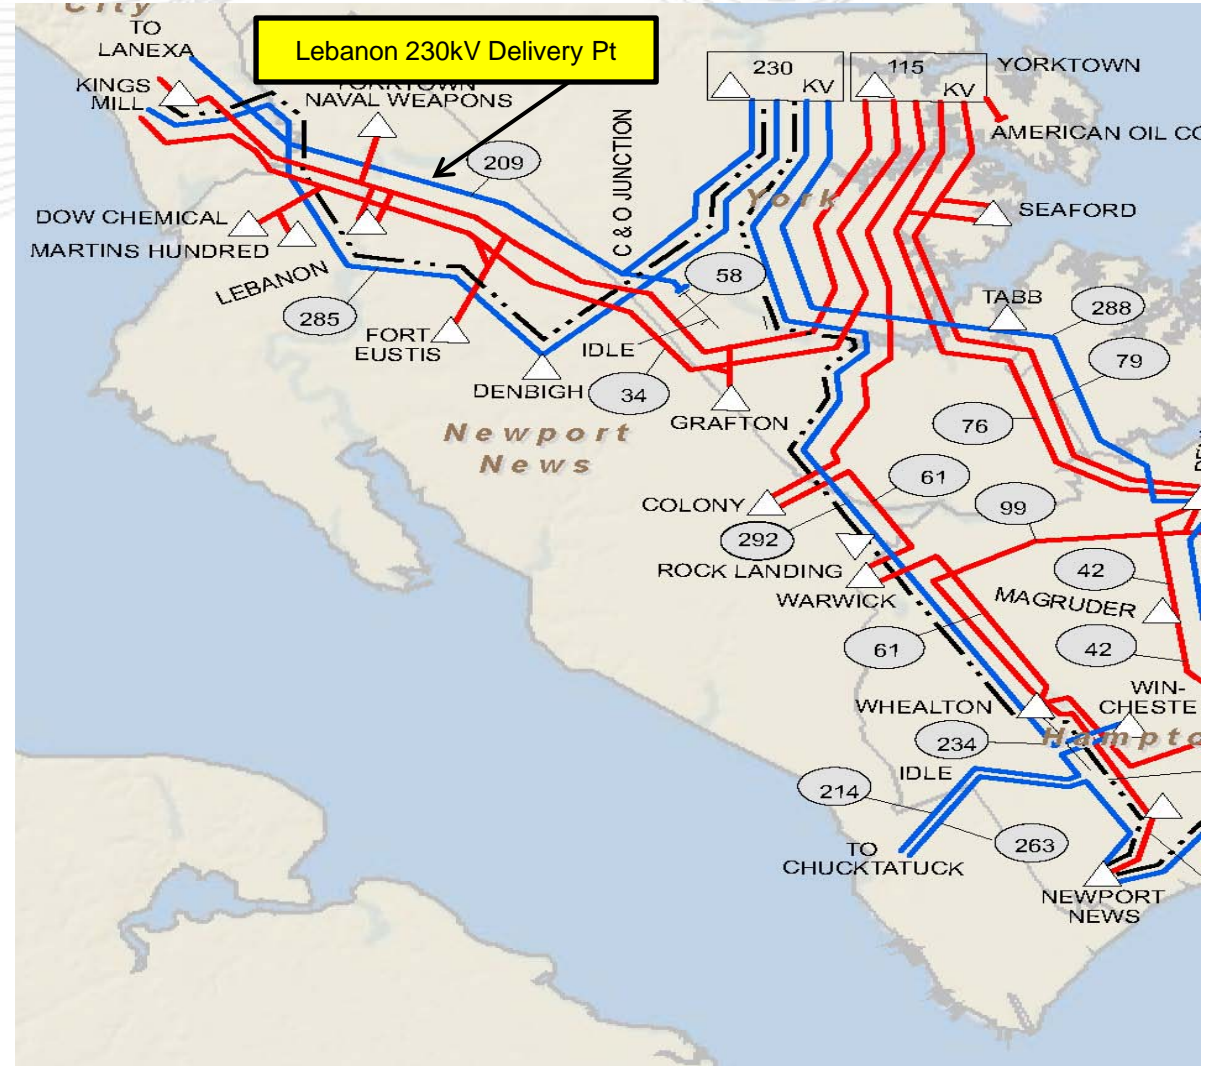 City
TO
LANEXA
Lebanon 230kV Delivery Pt
KINGS
MILL
NAVAL WEAPONS
C & O JUNCTION
230
KV
115
KV
YORKTOWN
AMERICAN OIL CO
209
York
DOW CHEMICAL
MARTINS HUNDRED
LEBANON
SEAFORD
58
285
TABB
288
FORT
EUSTIS
IDLE
79
DENBIGH
34
GRAFTON
76
Newport
News
61
COLONY
99
292
ROCK LANDING
WARWICK
42
MAGRUDER
61
42
WHEALTON
WIN-
CHESTE
234
Hampto
IDLE
214
263
TO
CHUCKTATUCK
NEWPORT
NEWS